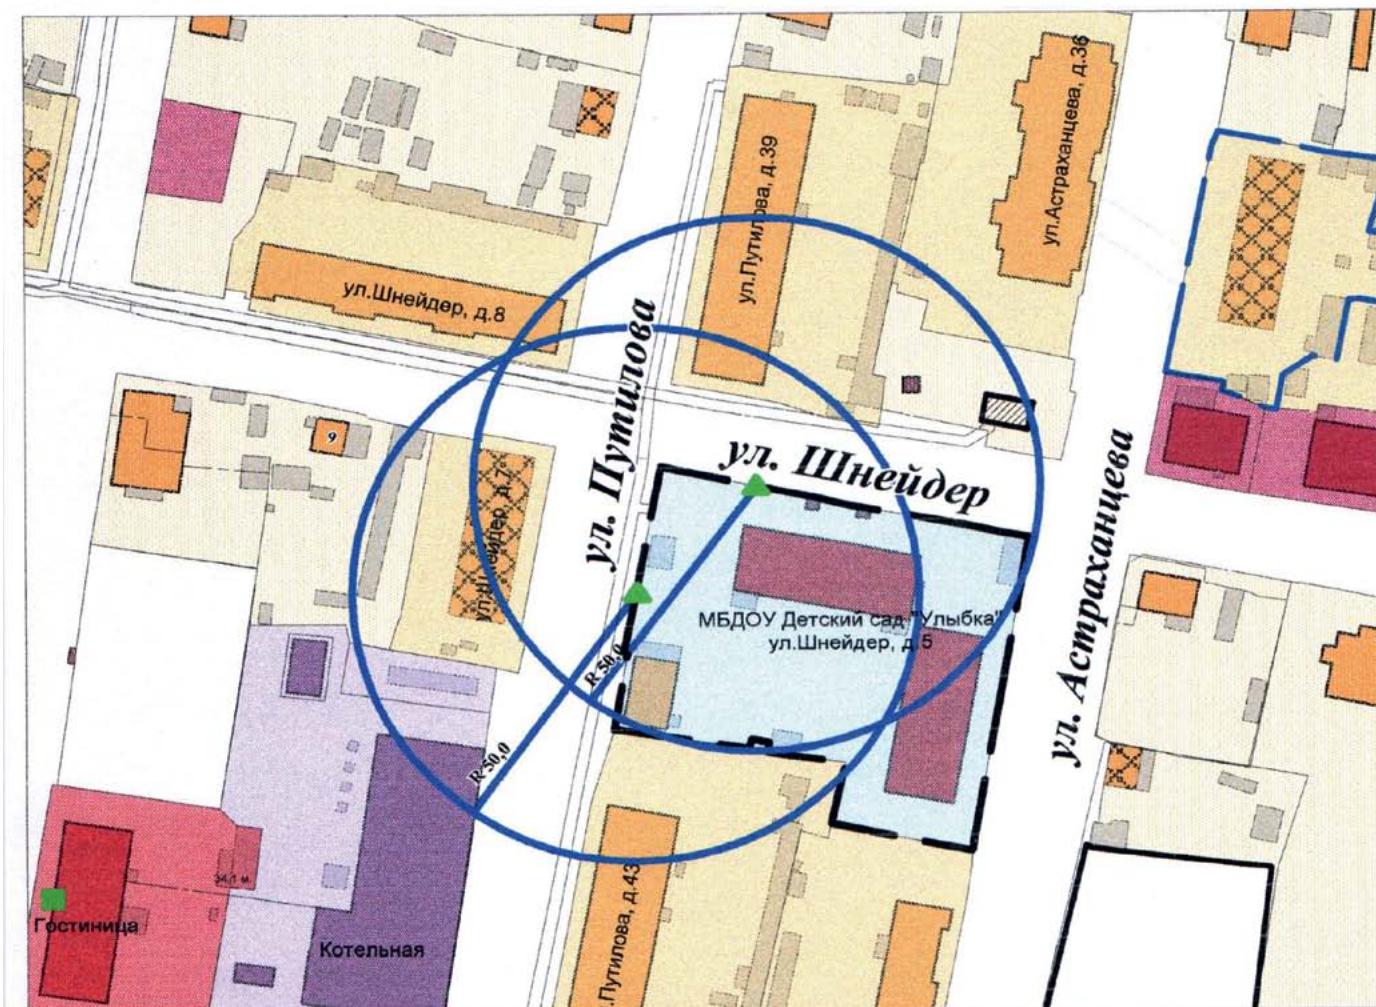 ул.Астраханцева, д.36
ул.Путилова, д.39
ул.Шнейдер, д.8
ул. Путилова
9
ул. Шнейдер
ул.Шнейдер д.7
ул. Астраханцева
МБДОУ Детский сад "Улыбка"
ул.Шнейдер, д.5
R 50,0
R 50,0
34.1 м.
Гостиница
Котельная
.Путилова, д.43